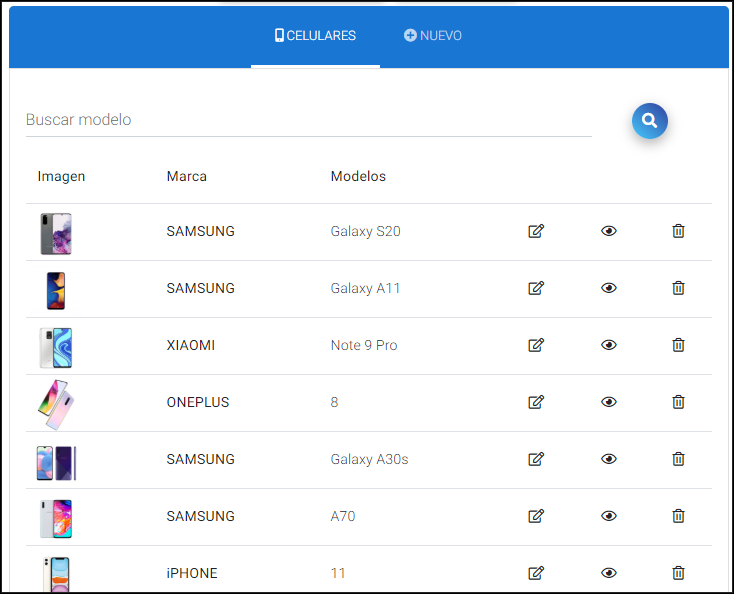 CELULARES NUEVO
Buscar modelo
Imagen Marca Modelos
SAMSUNG Galaxy S20
SAMSUNG Galaxy A11
XIAOMI Note 9 Pro
ONEPLUS 8
SAMSUNG Galaxy A30s
SAMSUNG A70
iPHONE 11